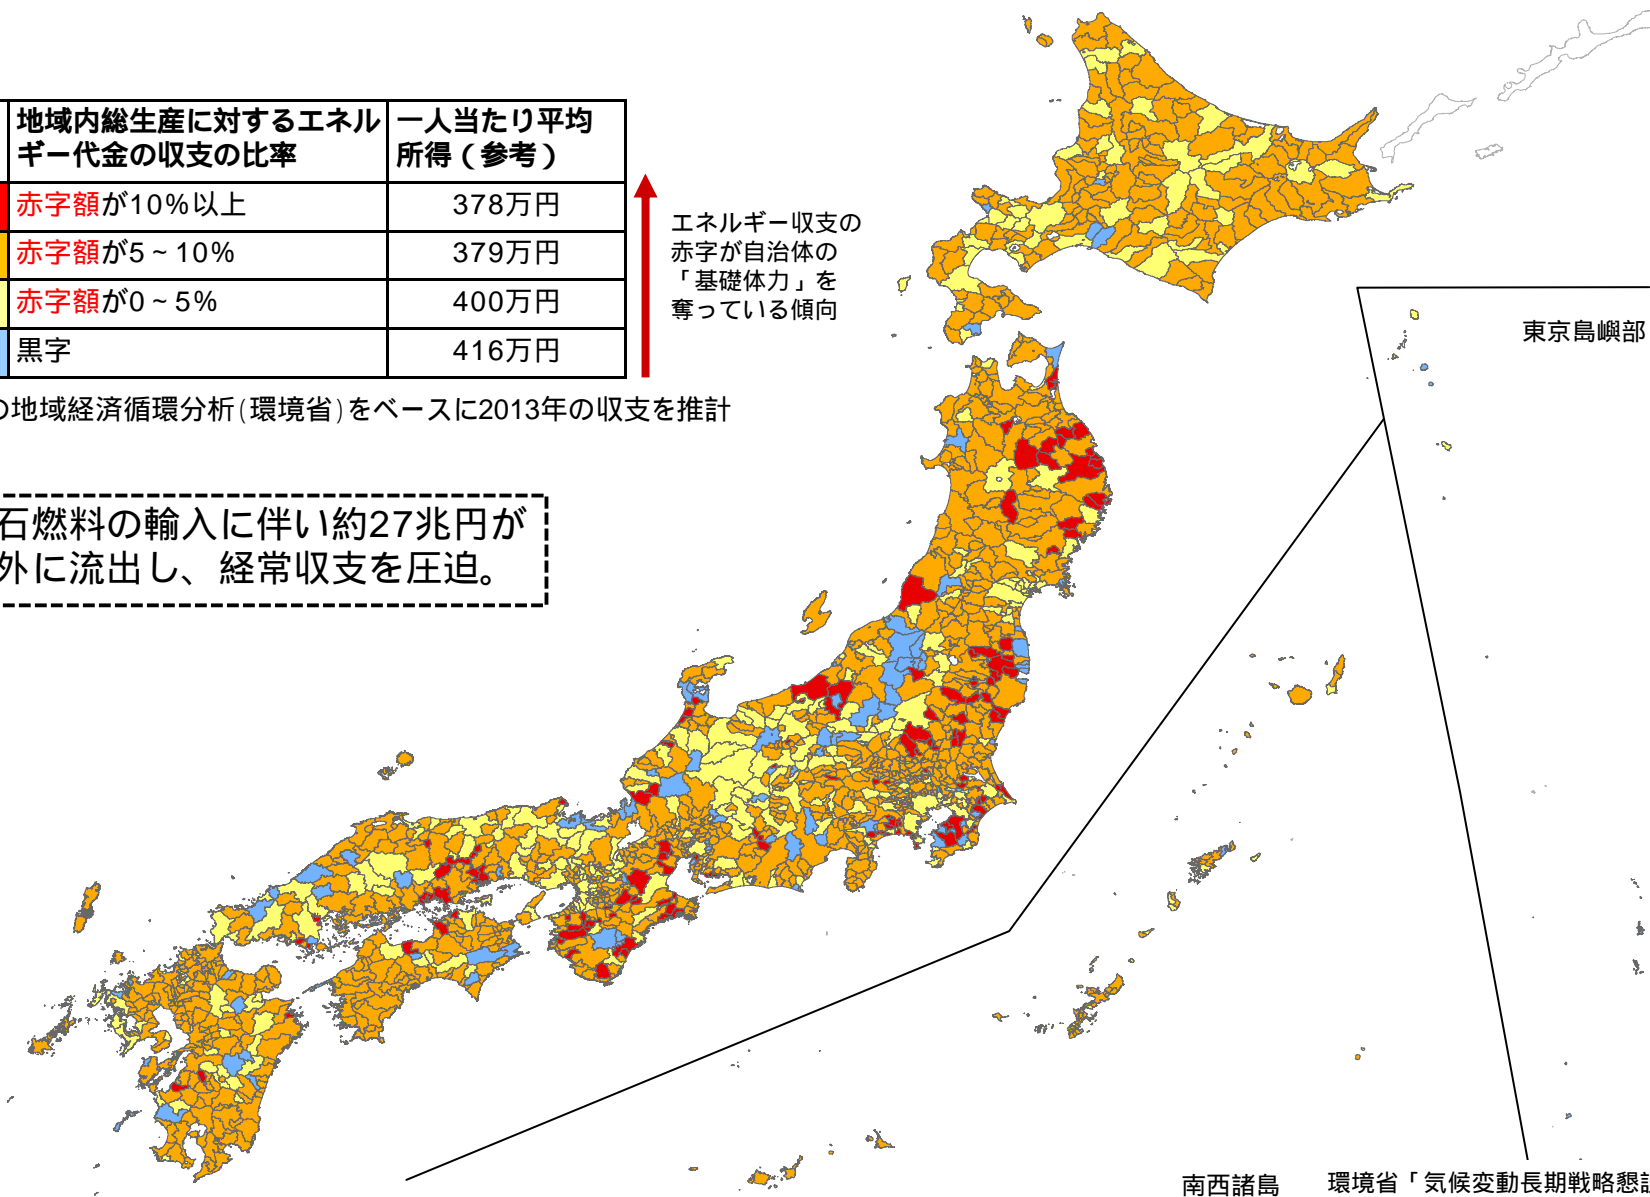 地域内総生産に対するエネル
ギー代金の収支の比率
一人当たり平均
所得（参考）
赤字額が10%以上
378万円
赤字額が5～10%
379万円
赤字額が0～5%
400万円
黒字
416万円
エネルギー収支の
赤字が自治体の
「基礎体力」を
奪っている傾向
の地域経済循環分析(環境省)をベースに2013年の収支を推計
石燃料の輸入に伴い約27兆円が
外に流出し、経常収支を圧迫。
東京島嶼部
南西諸島
環境省「気候変動長期戦略懇